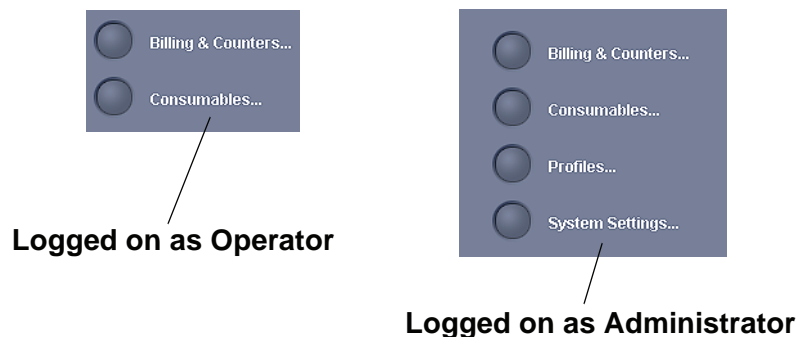 Billing & Counters...
Consumables...
Logged on as Operator
Billing & Counters...
Consumables...
Profiles...
System Settings...
Logged on as Administrator